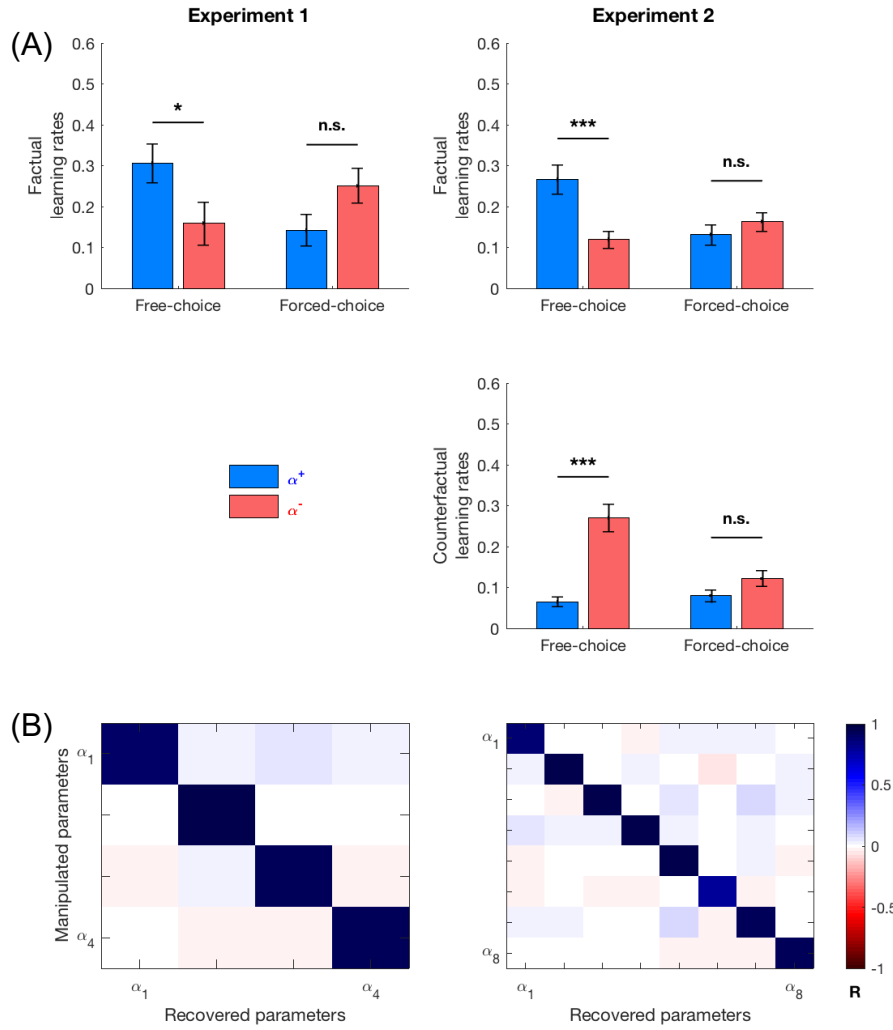 Experiment 1
Experiment 2
(A)
0.6
0.5
0.4
0.3
0.2
0.1
0
Factual
learning rates
*
n.s.
Free-choice
Forced-choice
0.6
0.5
0.4
0.3
0.2
0.1
0
Factual
learning rates
***
n.s.
Free-choice
Forced-choice
α+
α-
0.6
0.5
0.4
0.3
0.2
0.1
0
Counterfactual
learning rates
***
n.s.
Free-choice
Forced-choice
(B)
Manipulated parameters
α1
α4
α1
α4
Recovered parameters
α1
α8
α1
α8
Recovered parameters
1
0.5
0
-0.5
-1
R